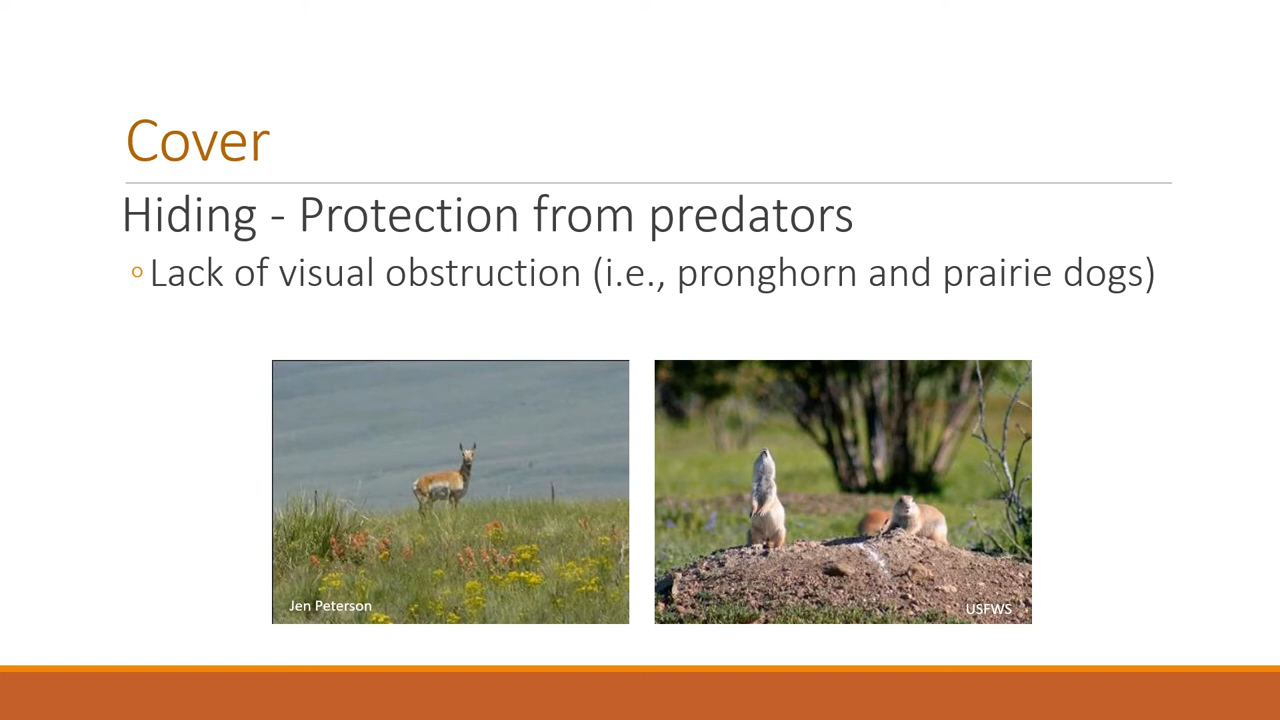 Cover
Hiding - Protection from predators
Lack of visual obstruction (i.e., pronghorn and prairie dogs)
Jen Peterson
USFWS